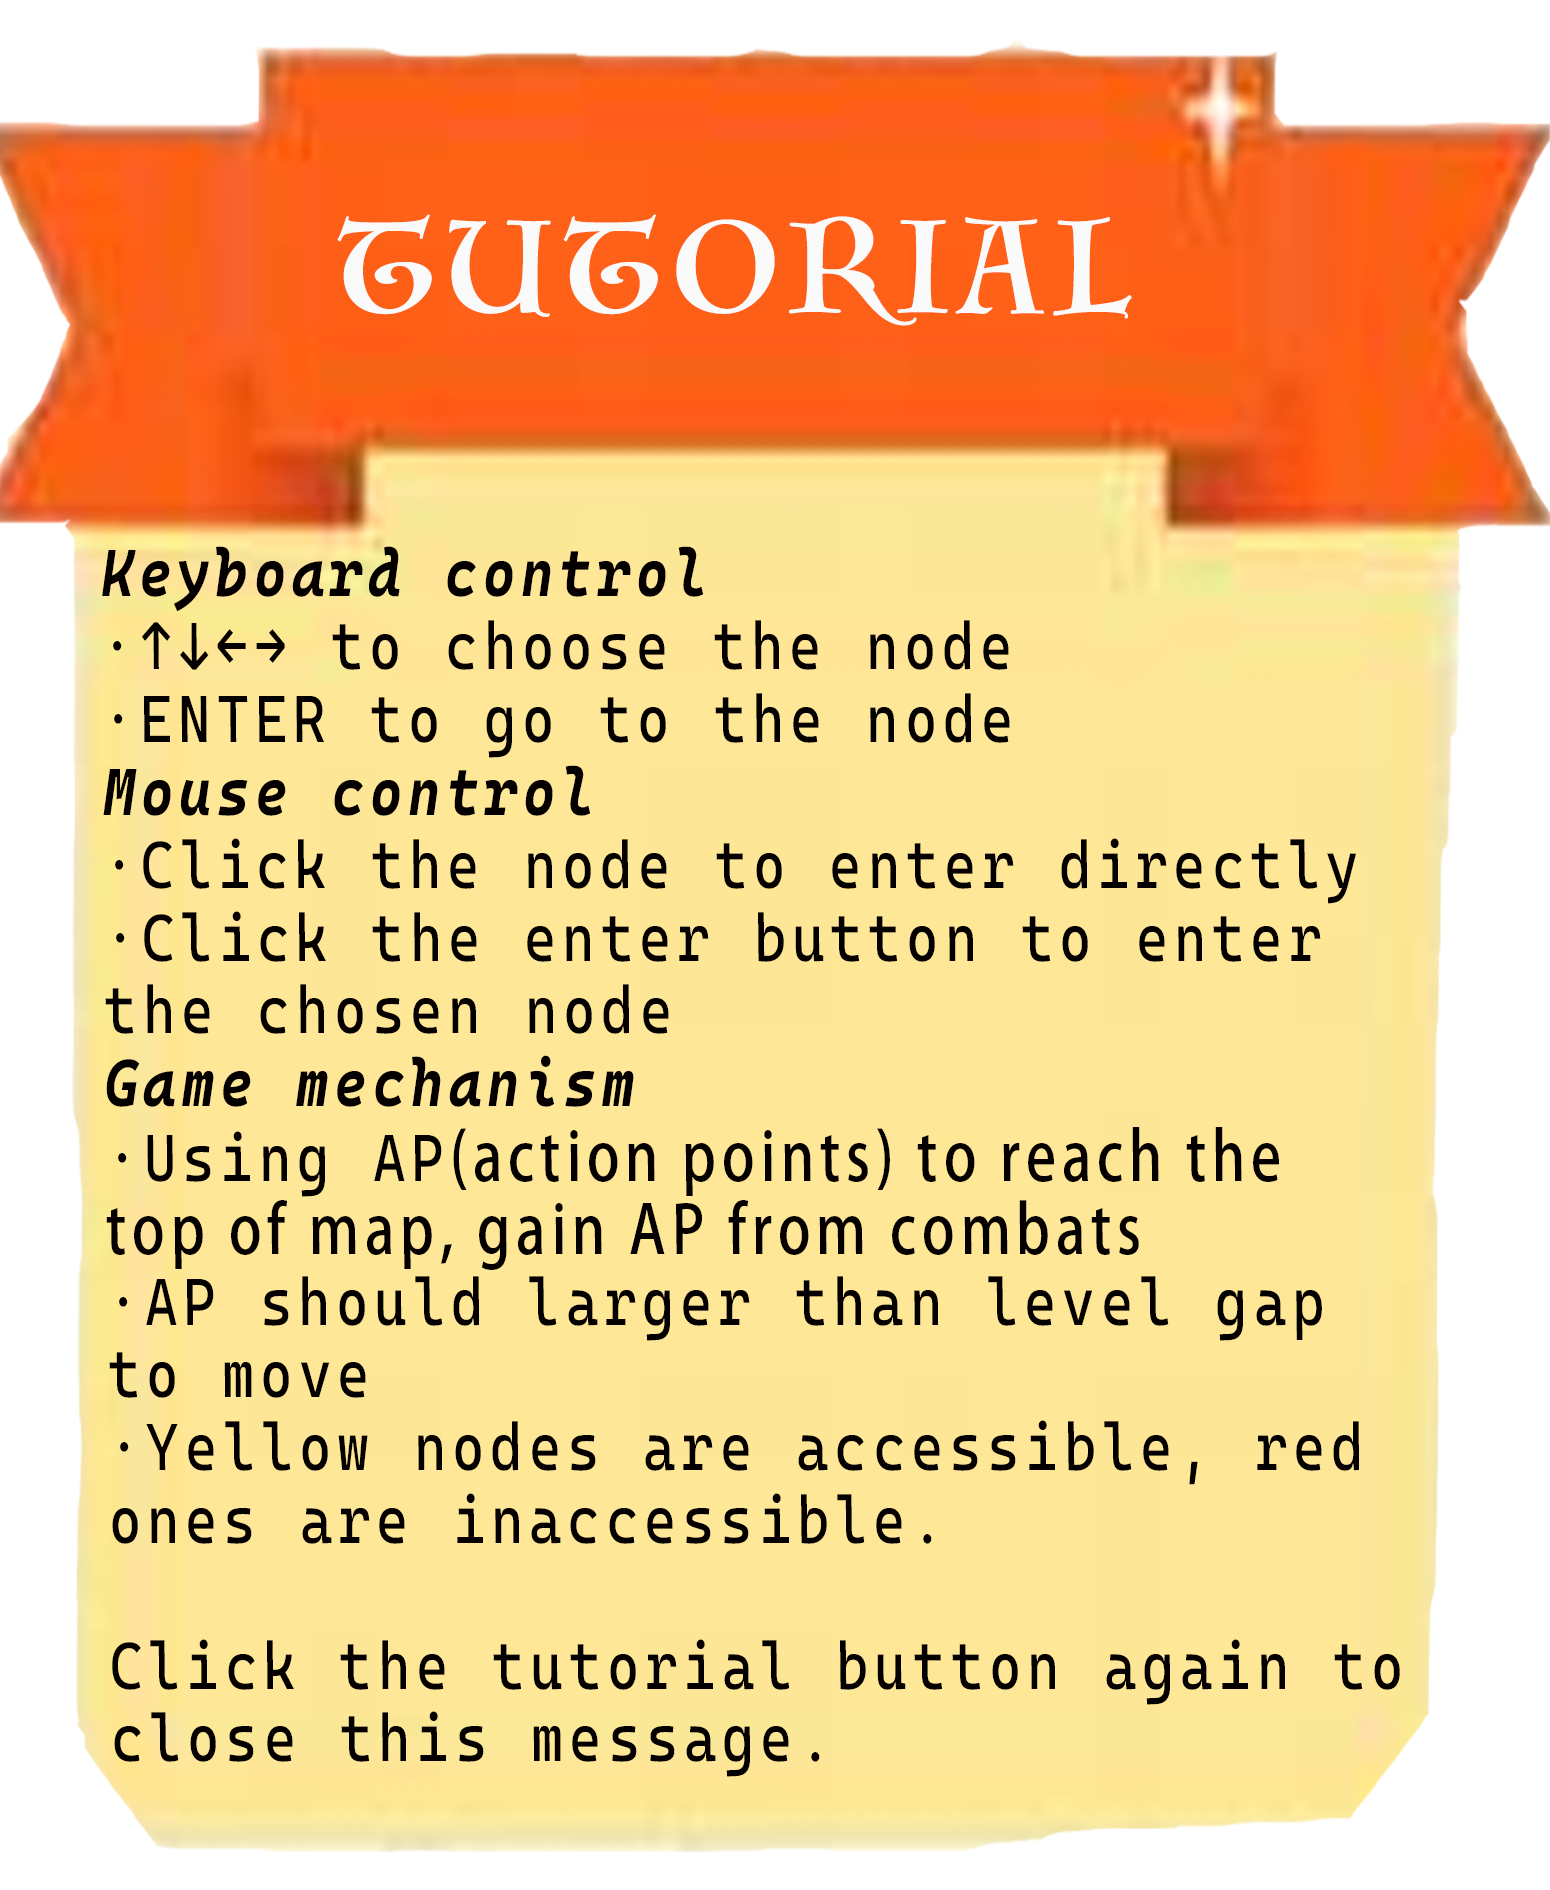 TUTORIAL
Keyboard control
·↑↓←→ to choose the node
·ENTER to go to the node
Mouse control
·Click the node to enter directly
·Click the enter button to enter
the chosen node
Game mechanism
·Using AP(action points) to reach the
top of map, gain AP from combats
·AP should larger than level gap
to move
·Yellow nodes are accessible, red
ones are inaccessible.
Click the tutorial button again to
close this message.